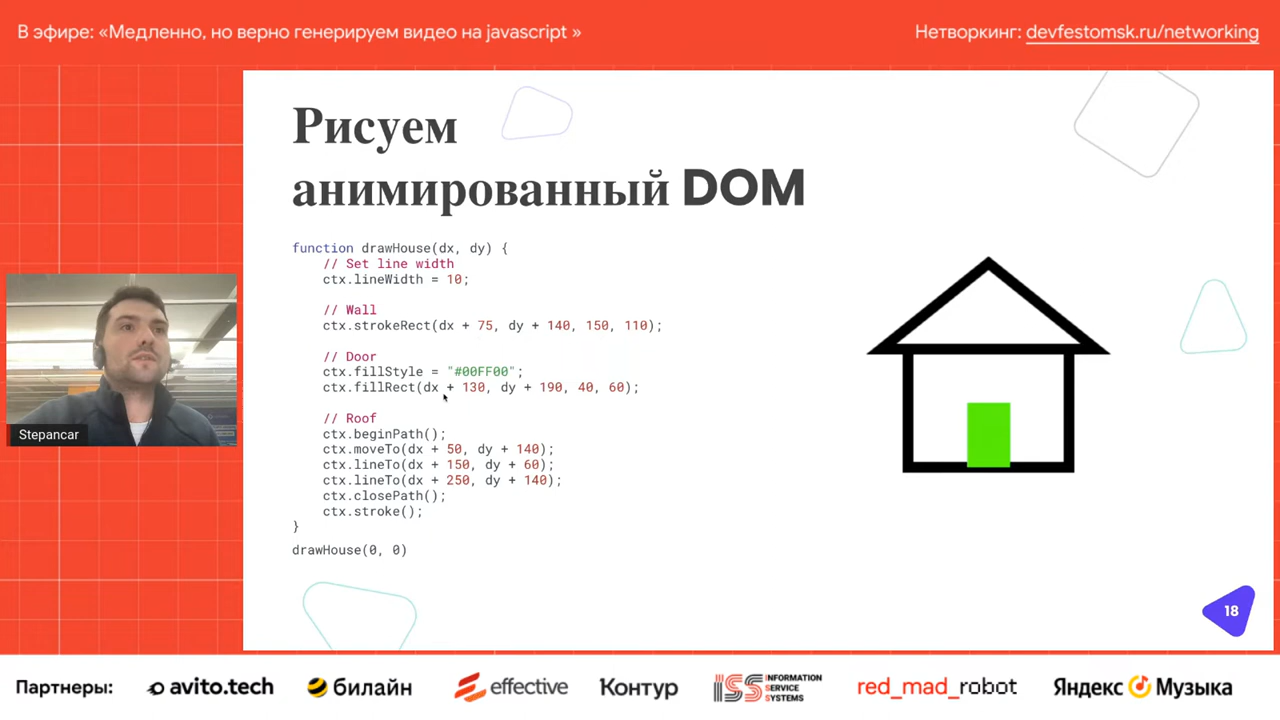 В эфире: «Медленно, но верно генерируем видео на javascript »
Нетворкинг: devfestomsk.ru/networking
Рисуем
анимированный DOM
function drawHouse(dx, dy) {
// Set line width
ctx.lineWidth = 10;
// Wall
ctx.strokeRect(dx + 75, dy + 140, 150, 110);
// Door
ctx.fillStyle = "#00FF00";
ctx.fillRect(dx + 130, dy + 190, 40, 60);
// Roof
ctx.beginPath();
ctx.moveTo(dx + 50, dy + 140);
ctx.lineTo(dx + 150, dy + 60);
ctx.lineTo(dx + 250, dy + 140);
ctx.closePath();
ctx.stroke();
}
drawHouse(0, 0)
Stepancar
18
Партнеры:
avito.tech
билайн
effective
Контур
ISS INFORMATION
SERVICE
SYSTEMS
red_mad_robot
Яндекс Музыка